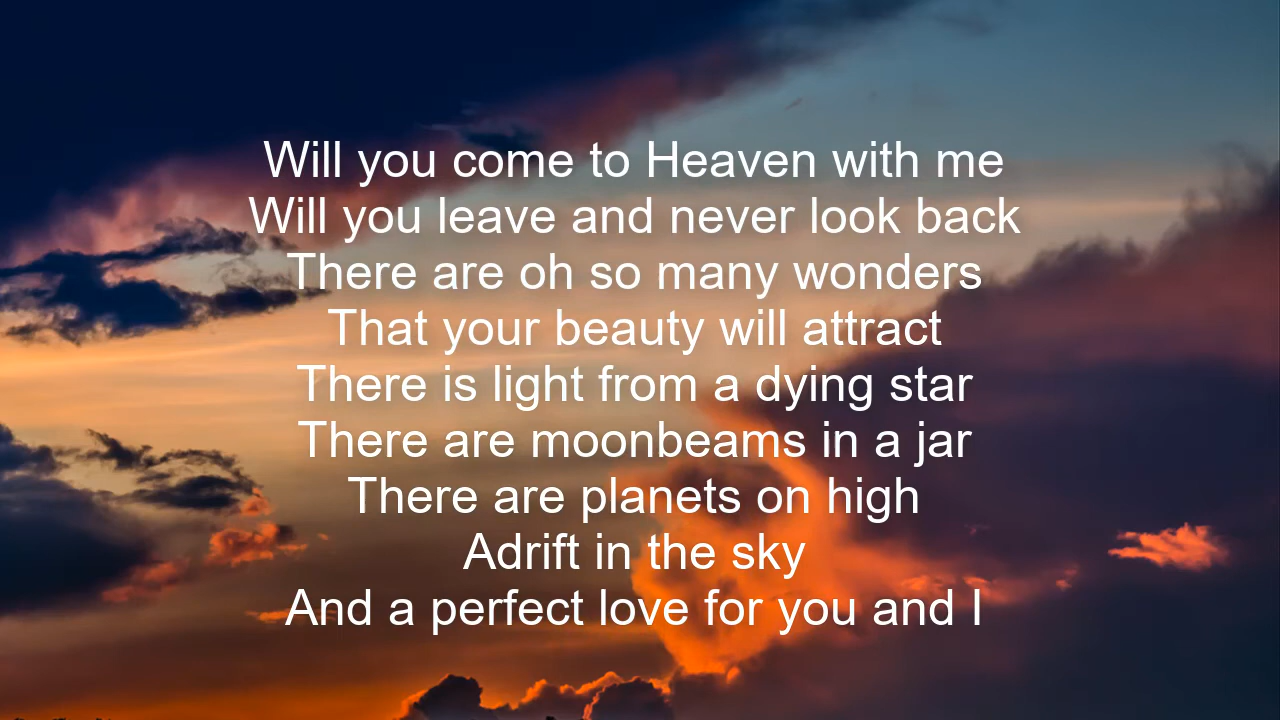 Will you come to Heaven with me
Will you leave and never look back
There are oh so many wonders
That your beauty will attract
There is light from a dying star
There are moonbeams in a jar
There are planets on high
Adrift in the sky
And a perfect love for you and I